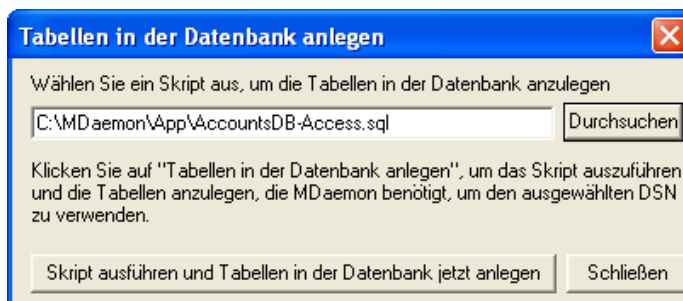 Tabellen in der Datenbank anlegen
Wählen Sie ein Skript aus, um die Tabellen in der Datenbank anzulegen
C:\MDaemon\App\AccountsDB-Access.sql
Durchsuchen
Klicken Sie auf "Tabellen in der Datenbank anlegen", um das Skript auszuführen
und die Tabellen anzulegen, die MDaemon benötigt, um den ausgewählten DSN
zu verwenden.
Skript ausführen und Tabellen in der Datenbank jetzt anlegen
Schließen